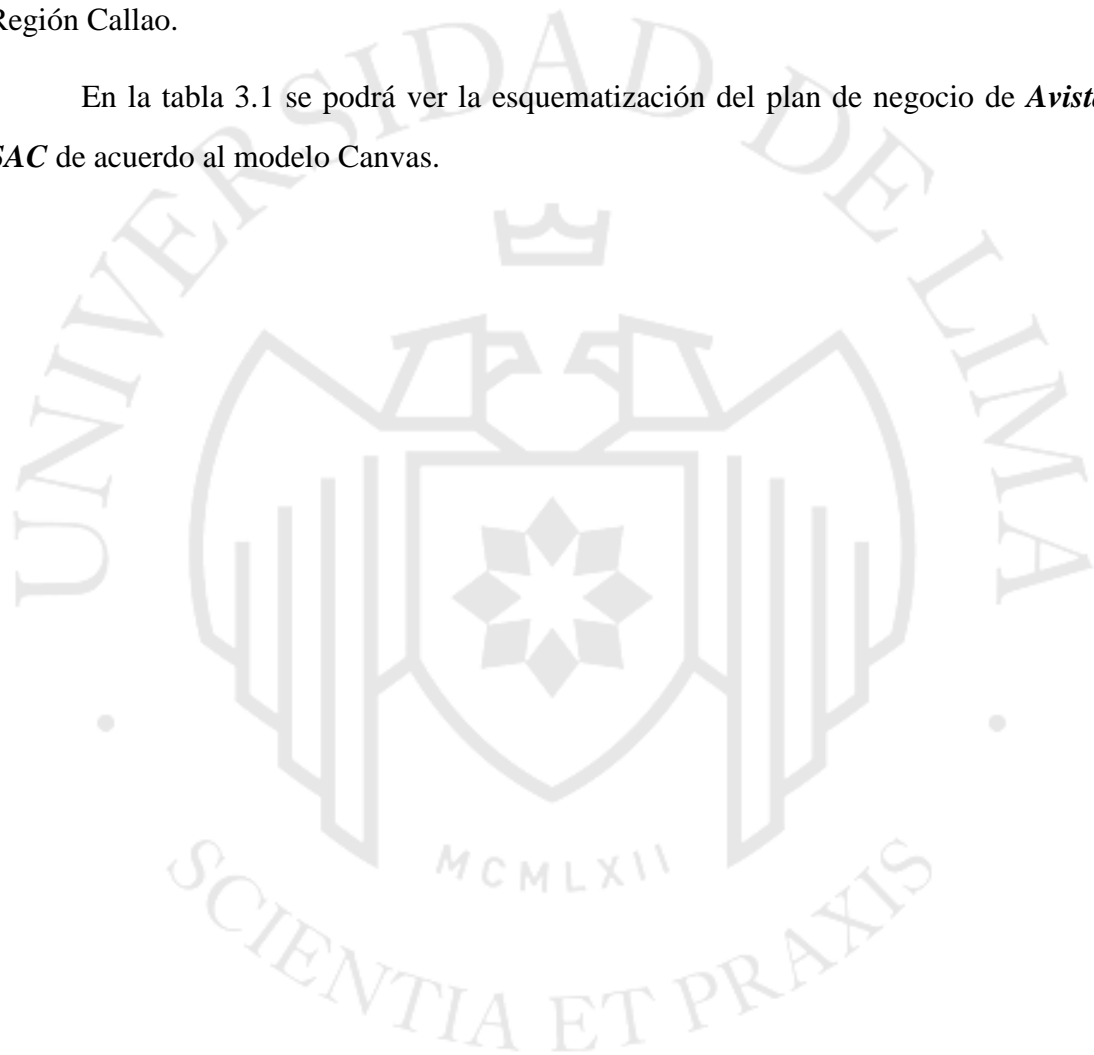 Región Callao.
En la tabla 3.1 se podrá ver la esquematización del plan de negocio de
SAC de acuerdo al modelo Canvas.
UNIVERSIDAD DE LIMA
MCMLXII
SCIENTIA ET PRAXIS